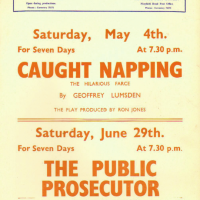 Saturday, May 4th.
For Seven Days At 7.30 p.m.
CAUGHT NAPPING
THE HILARIOUS FARCE
By GEOFFREY LUMSDEN
THE PLAY PRODUCED BY RON JONES
Saturday, June 29th.
For Seven Days At 7.30 p.m.
THE PUBLIC
PROSECUTOR